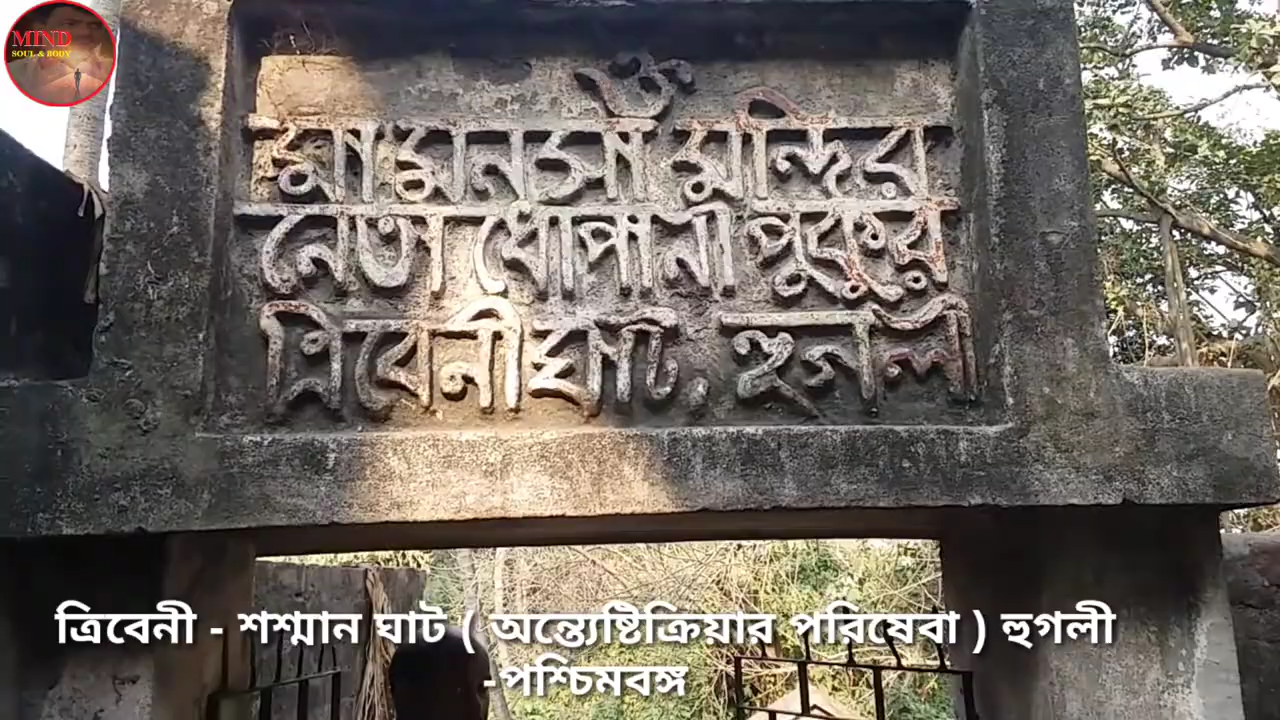 MIND
SOUL & BODY
ওঁ
মা মনসা মন্দির
নেতা ধোপানী পুকুর
ত্রিবেনী ঘাট, হুগলী
ত্রিবেনী - শশ্মান ঘাট ( অন্ত্যেষ্টিক্রিয়ার পরিষেবা ) হুগলী
-পশ্চিমবঙ্গ